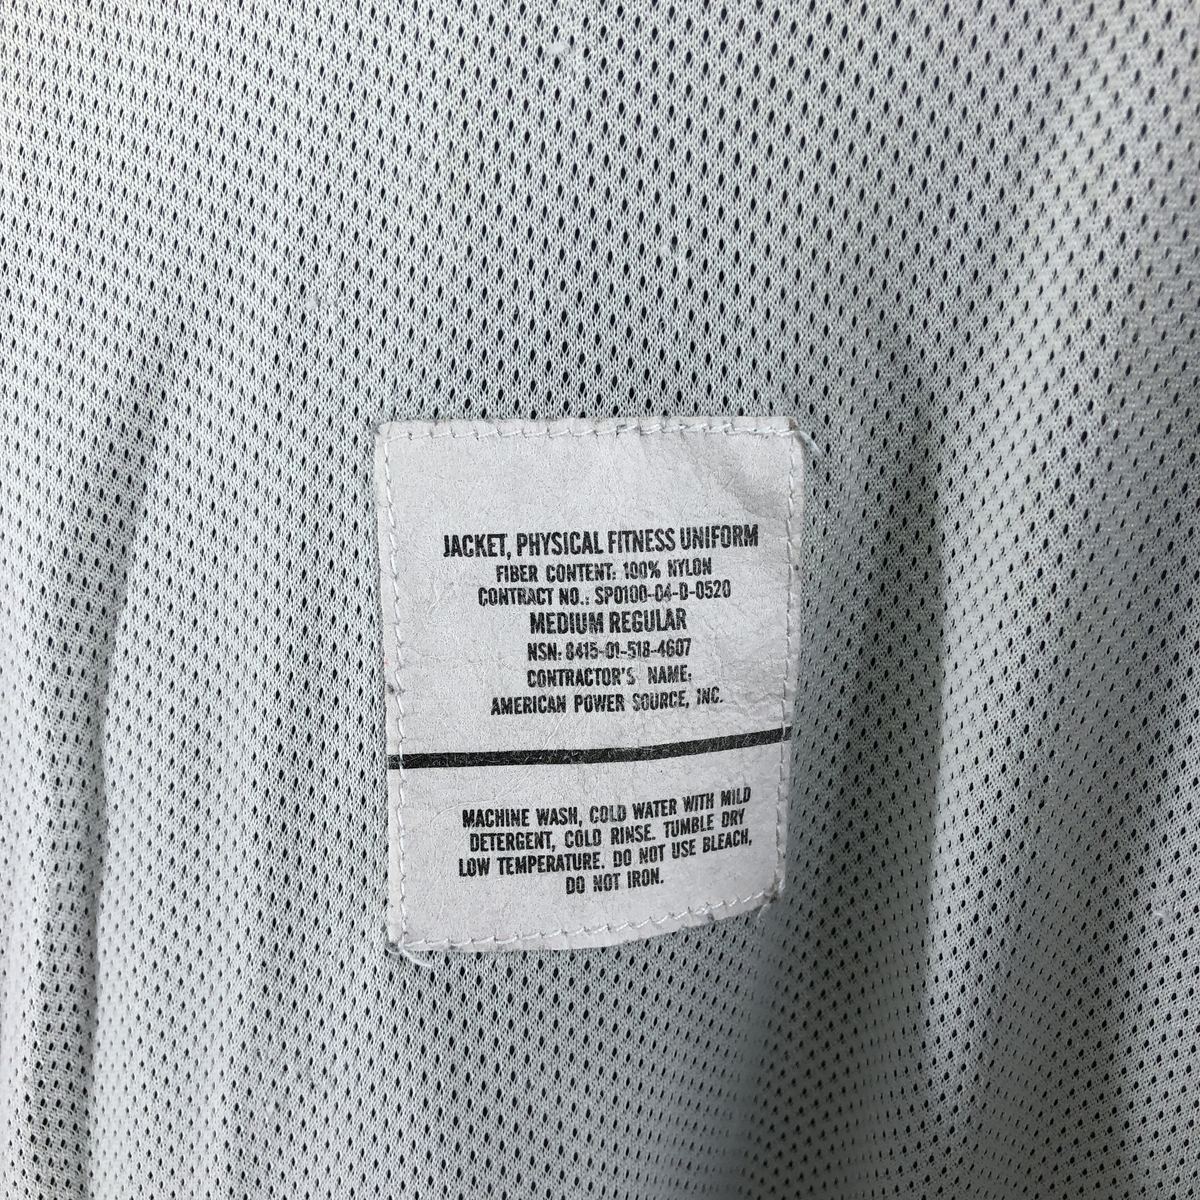 JACKET, PHYSICAL FITNESS UNIFORM
FIBER CONTENT: 100% NYLON
CONTRACT NO.: SPO100-04-D-0520
MEDIUM REGULAR
NSN: 8415-01-518-4607
CONTRACTOR'S NAME:
AMERICAN POWER SOURCE, INC.
MACHINE WASH, COLD WATER WITH MILD
DETERGENT, COLD RINSE. TUMBLE DRY
LOW TEMPERATURE. DO NOT USE BLEACH,
DO NOT IRON.